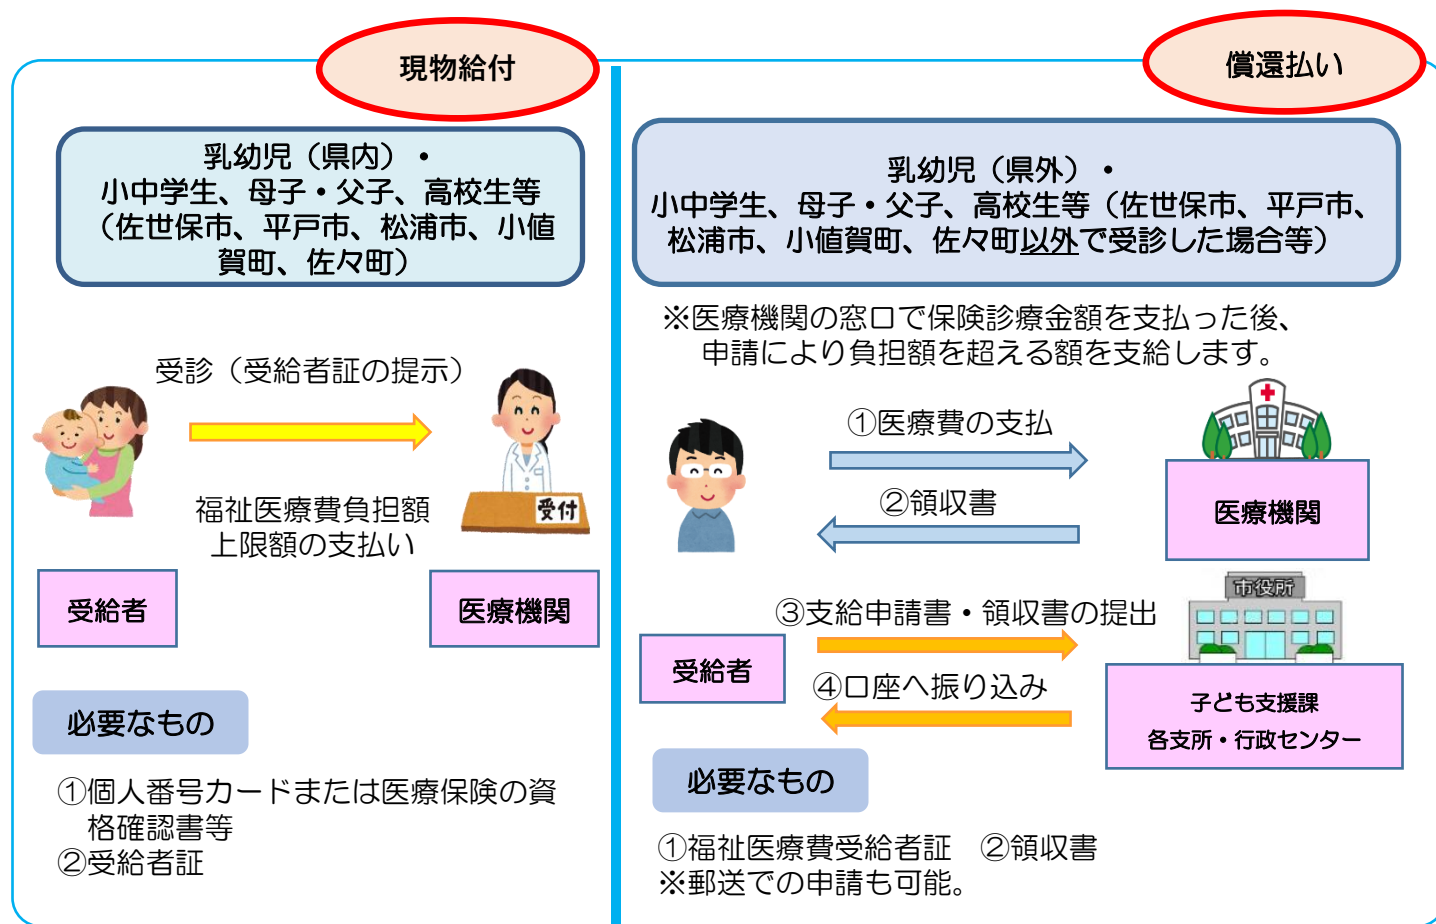 現物給付
乳幼児（県内）・
小中学生、母子・父子、高校生等
（佐世保市、平戸市、松浦市、小値
賀町、佐々町）
受診（受給者証の提示）
受付
福祉医療費負担額
上限額の支払い
受給者
医療機関
必要なもの
①個人番号カードまたは医療保険の資
格確認書等
②受給者証
償還払い
乳幼児（県外）・
小中学生、母子・父子、高校生等（佐世保市、平戸市、
松浦市、小値賀町、佐々町以外で受診した場合等）
※医療機関の窓口で保険診療金額を支払った後、
申請により負担額を超える額を支給します。
①医療費の支払
②領収書
医療機関
市役所
③支給申請書・領収書の提出
受給者
④口座へ振り込み
子ども支援課
各支所・行政センター
必要なもの
①福祉医療費受給者証　②領収書
※郵送での申請も可能。